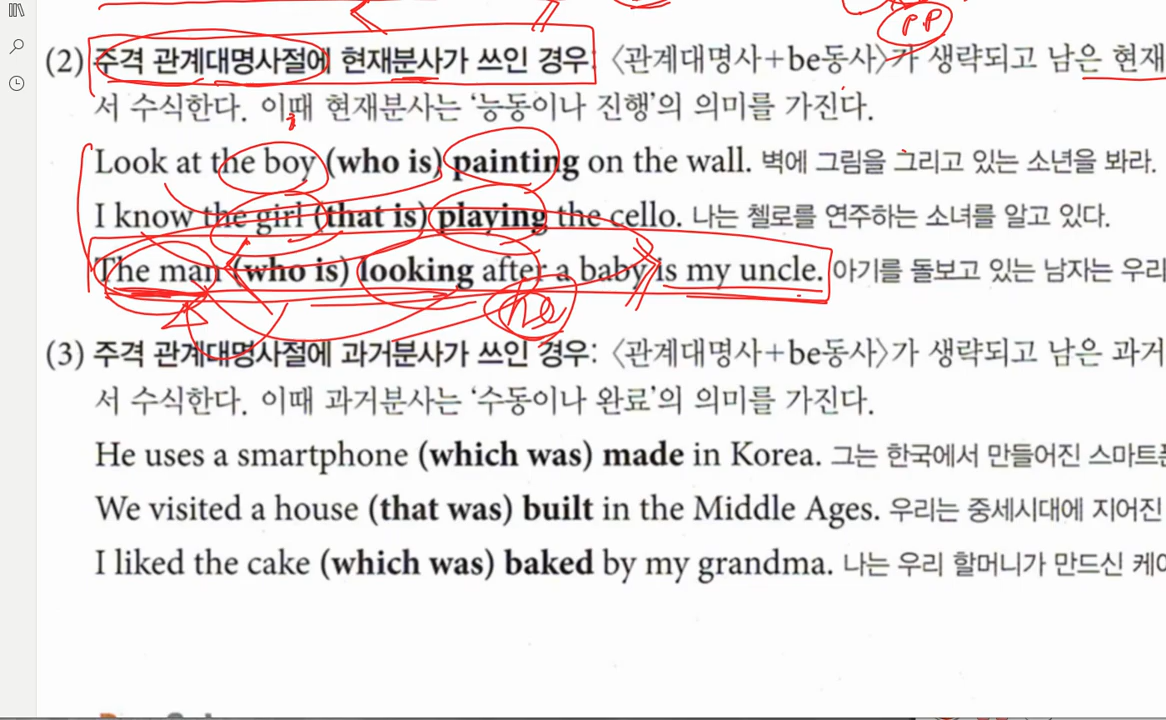 PP
(2) 주격 관계대명사절에 현재분사가 쓰인 경우: 〈관계대명사+be동사〉가 생략되고 남은 현재
서 수식한다. 이때 현재분사는 ‘능동이나 진행’의 의미를 가진다.
Look at the boy (who is) painting on the wall. 벽에 그림을 그리고 있는 소년을 봐라.
I know the girl (that is) playing the cello. 나는 첼로를 연주하는 소녀를 알고 있다.
The man (who is) looking after a baby is my uncle. 아기를 돌보고 있는 남자는 우리
(3) 주격 관계대명사절에 과거분사가 쓰인 경우: 〈관계대명사+be동사〉가 생략되고 남은 과거
서 수식한다. 이때 과거분사는 ‘수동이나 완료’의 의미를 가진다.
He uses a smartphone (which was) made in Korea. 그는 한국에서 만들어진 스마트폰
We visited a house (that was) built in the Middle Ages. 우리는 중세시대에 지어진
I liked the cake (which was) baked by my grandma. 나는 우리 할머니가 만드신 케이